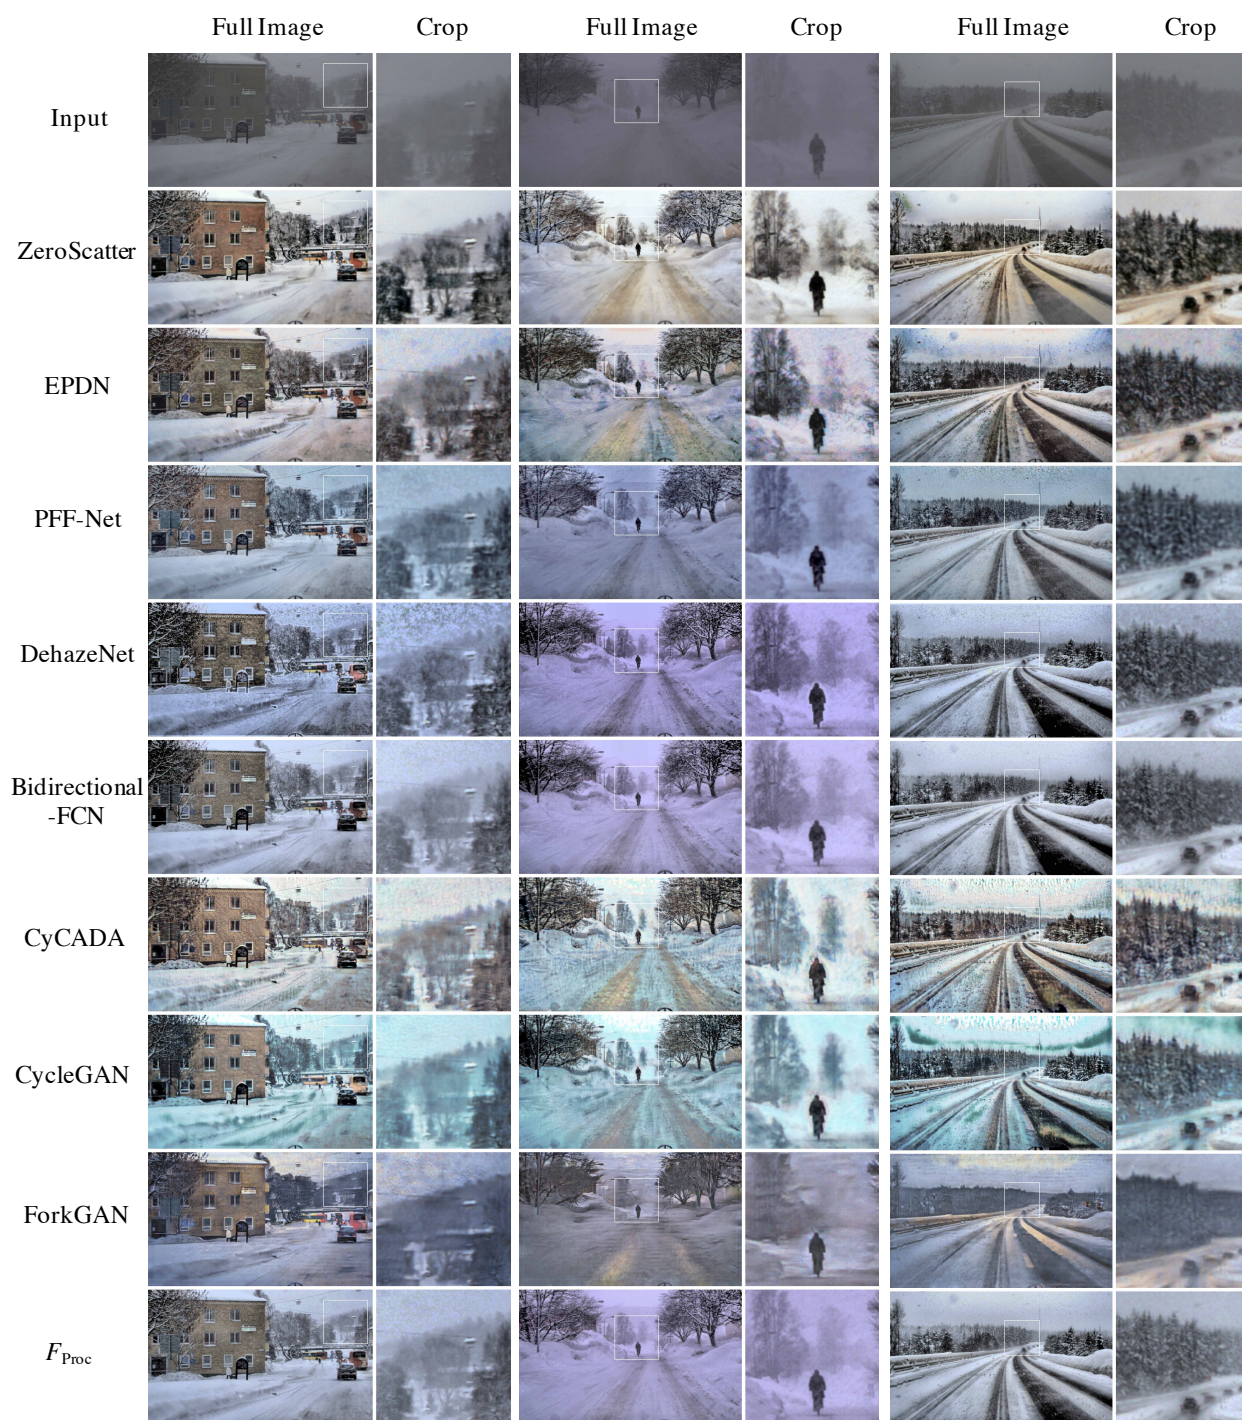 Full Image Crop Full Image Crop Full Image Crop
Input
ZeroScatter
EPDN
PFF-Net
DehazeNet
Bidirectional
-FCN
CyCADA
CycleGAN
ForkGAN
F_Proc